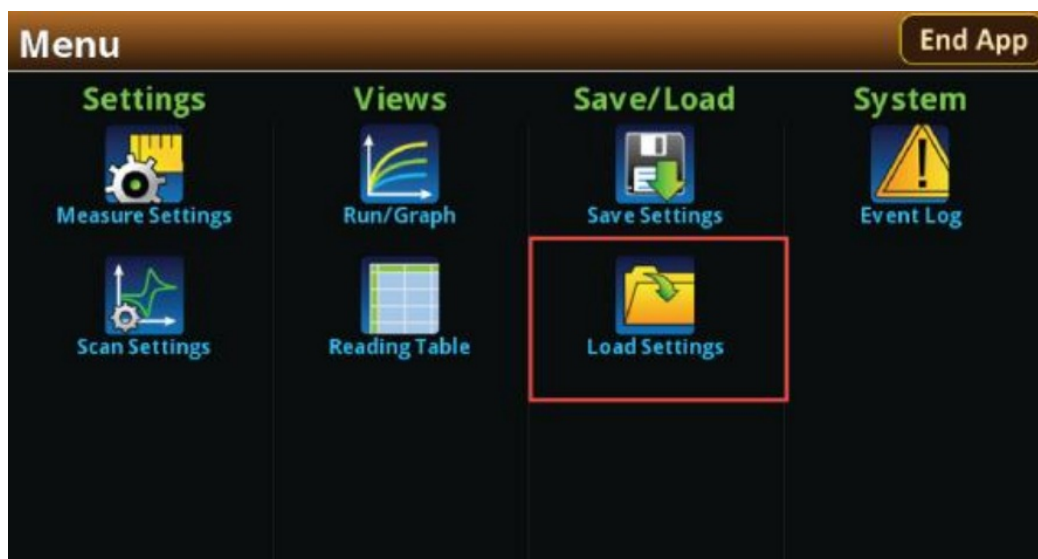 Menu
End App
Settings
Views
Save/Load
System
Measure Settings
Run/Graph
Save Settings
Event Log
Scan Settings
Reading Table
Load Settings